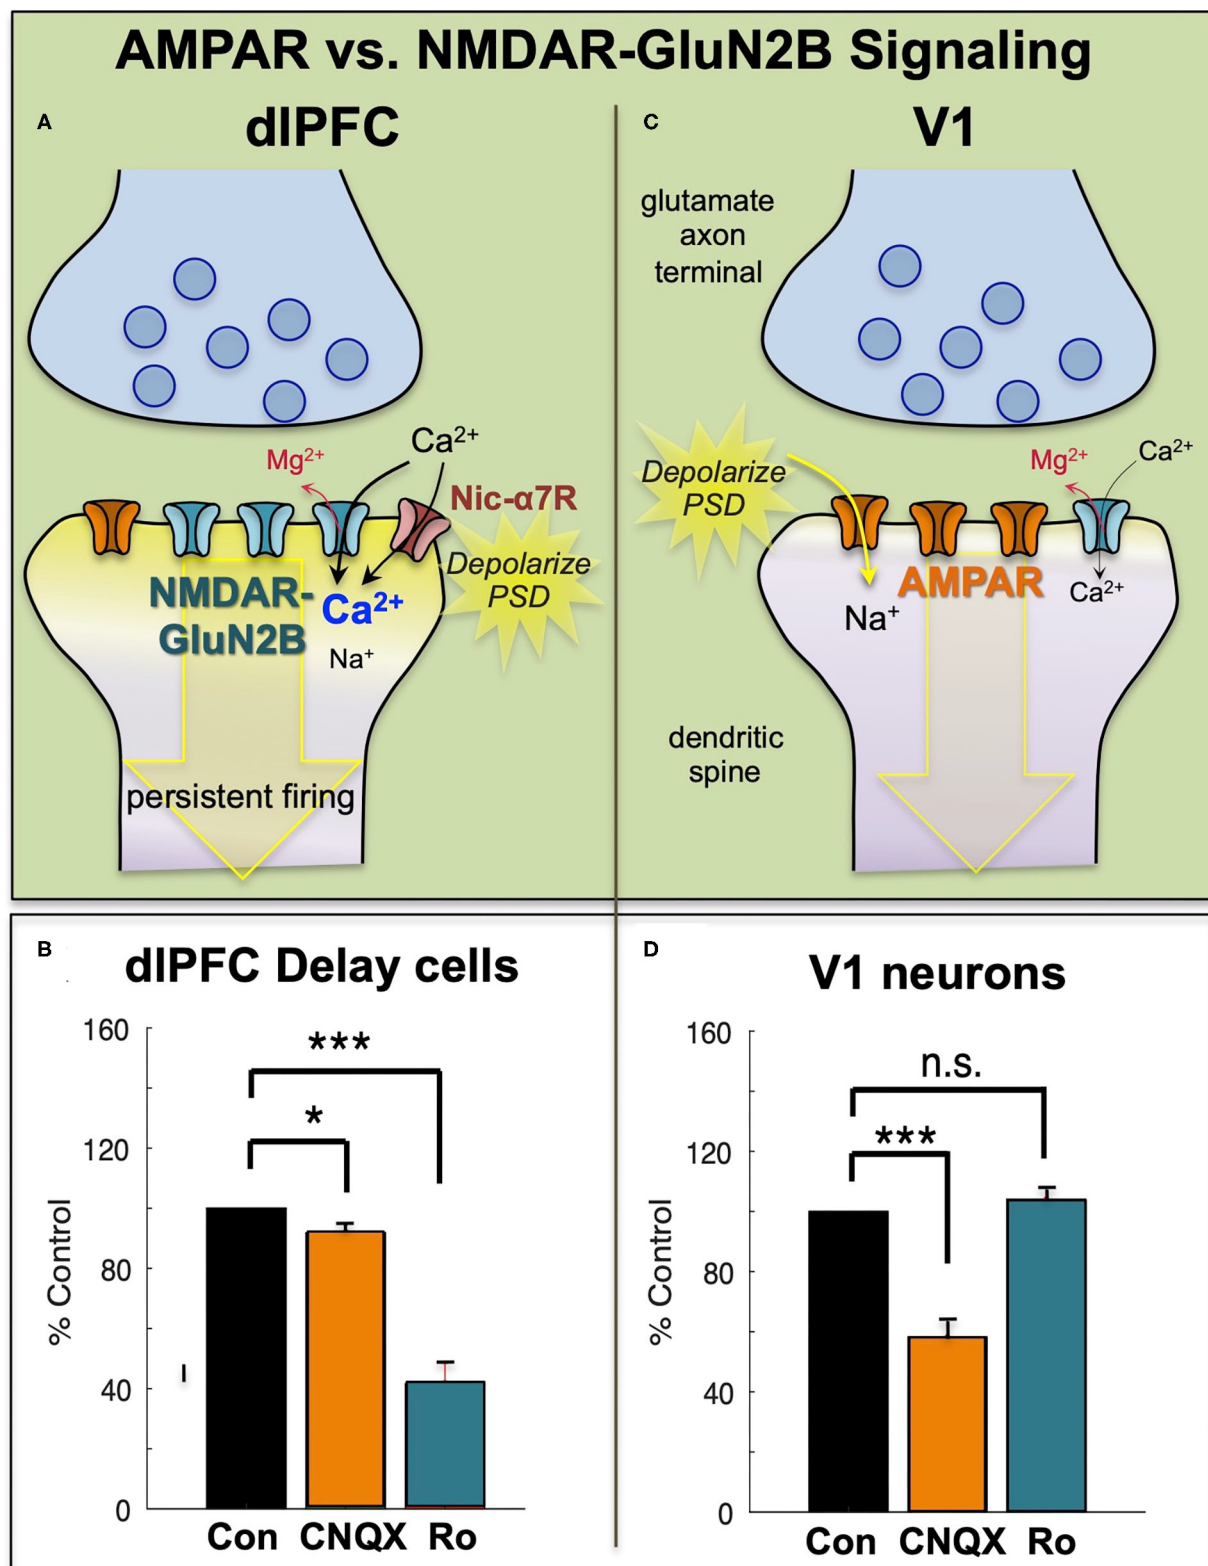 AMPAR vs. NMDAR-GluN2B Signaling
A
dlPFC
Mg²⁺
Ca²⁺
Nic-α7R
Depolarize
PSD
NMDAR-
GluN2B
Ca²⁺
Na⁺
persistent firing
C
V1
glutamate
axon
terminal
Depolarize
PSD
Mg²⁺
Ca²⁺
AMPAR
Na⁺
Ca²⁺
dendritic
spine
B
dlPFC Delay cells
160
120
80
40
0
% Control
***
*
Con CNQX Ro
D
V1 neurons
160
120
80
40
0
% Control
n.s.
***
Con CNQX Ro